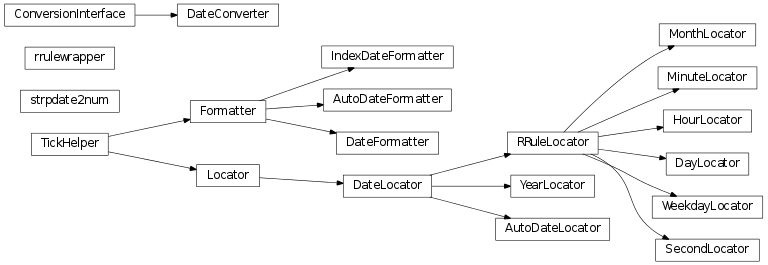 ConversionInterface
DateConverter
rrulewrapper
strpdate2num
TickHelper
Formatter
Locator
IndexDateFormatter
AutoDateFormatter
DateFormatter
DateLocator
RRuleLocator
YearLocator
AutoDateLocator
MonthLocator
MinuteLocator
HourLocator
DayLocator
WeekdayLocator
SecondLocator